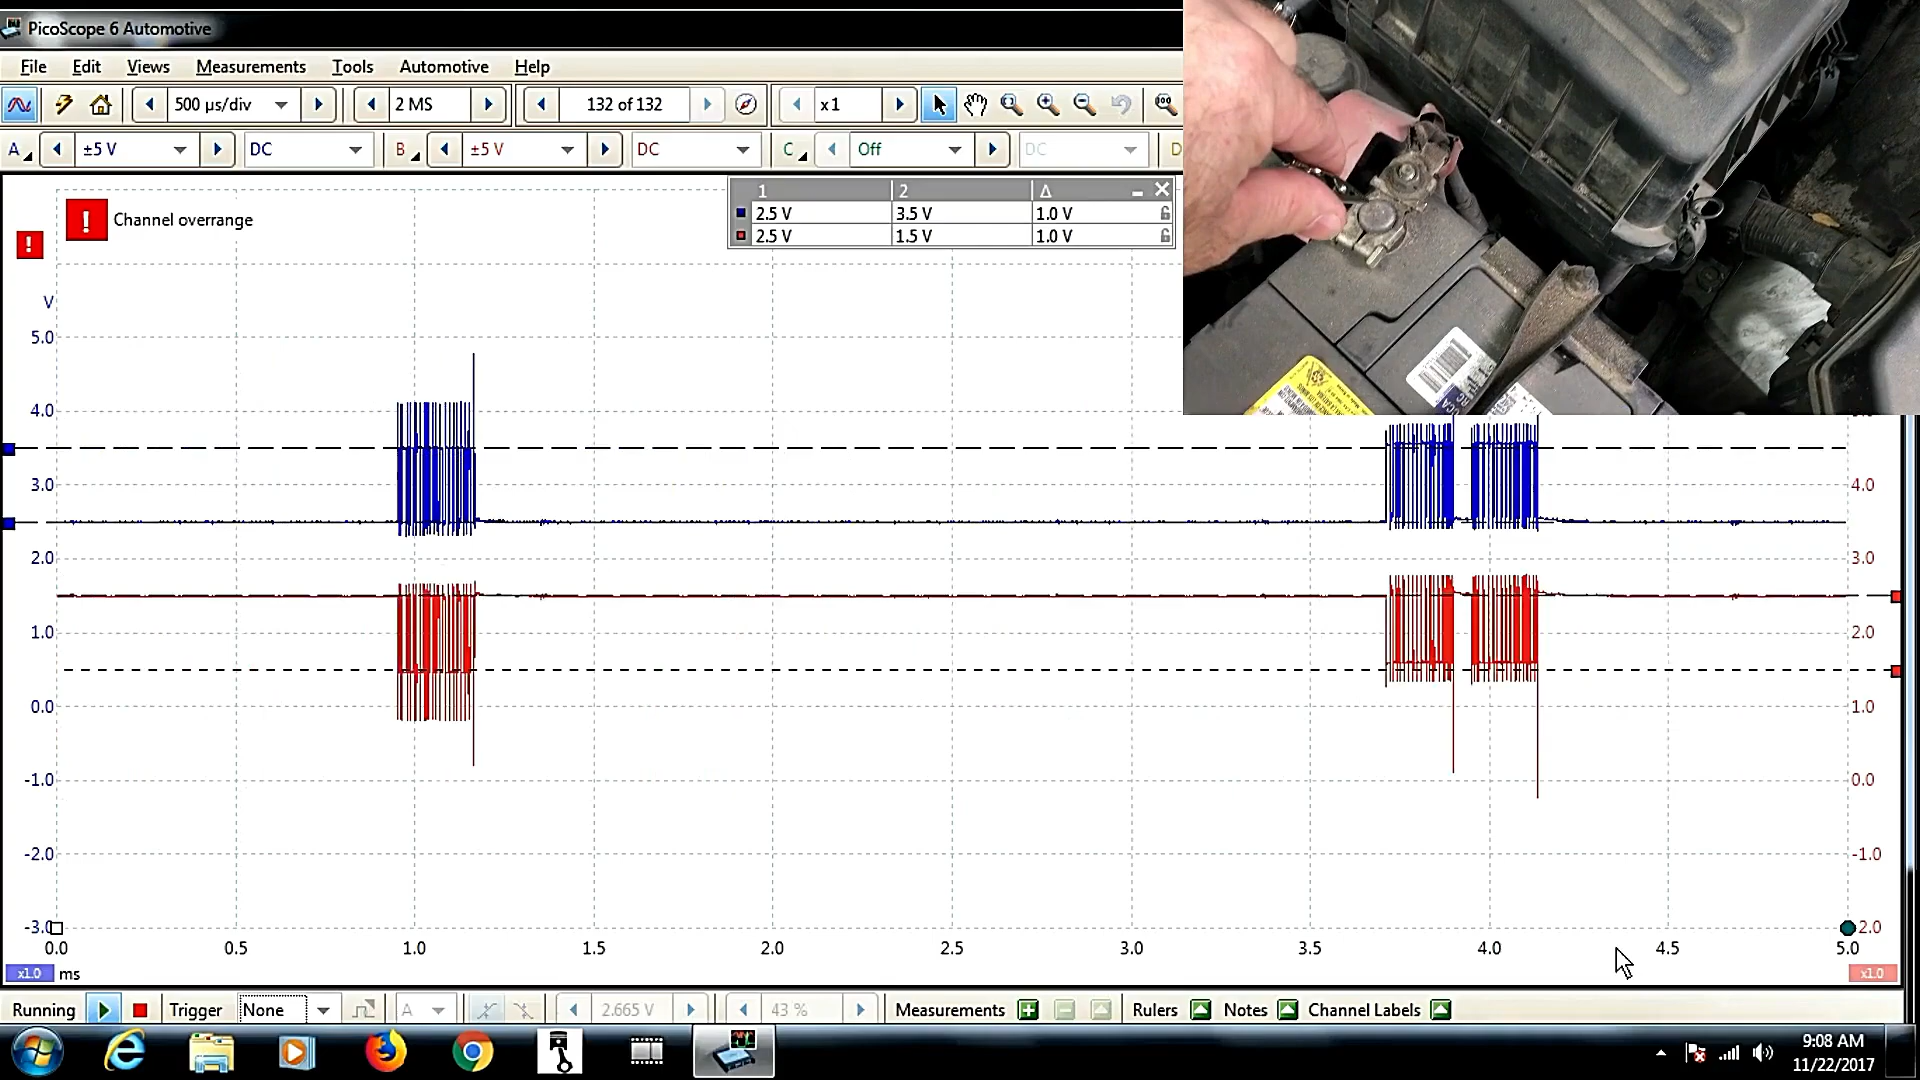 PicoScope 6 Automotive
File Edit Views Measurements Tools Automotive Help
500 µs/div 2 MS 132 of 132 x1
A ±5 V DC B ±5 V DC C Off DC D
1 2 Δ
2.5 V 3.5 V 1.0 V
2.5 V 1.5 V 1.0 V
! Channel overrange
!
V
5.0
4.0
3.0 4.0
2.0 3.0
1.0 2.0
0.0 1.0
-1.0 0.0
-2.0 -1.0
-3.0 2.0
0.0 0.5 1.0 1.5 2.0 2.5 3.0 3.5 4.0 4.5 5.0
x1.0 ms x1.0
Running Trigger None A 2.665 V 43 % Measurements Rulers Notes Channel Labels
9:08 AM
11/22/2017